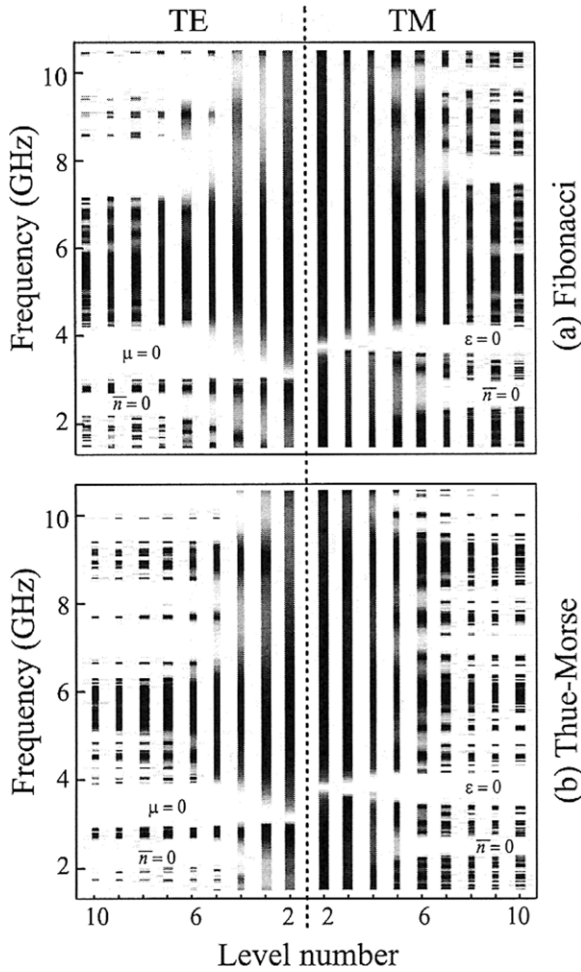 TE TM
10
8
6
4
2
Frequency (GHz)
μ = 0
n̅ = 0
ε = 0
n̅ = 0
(a) Fibonacci
10
8
6
4
2
Frequency (GHz)
μ = 0
n̅ = 0
ε = 0
n̅ = 0
(b) Thue-Morse
10 6 2 2 6 10
Level number